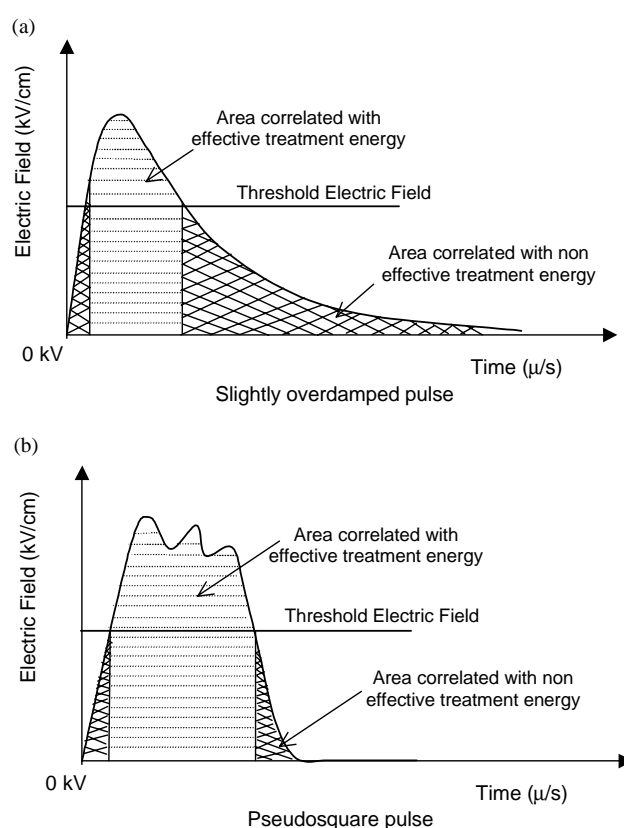 (a)
Electric Field (kV/cm)
Area correlated with
effective treatment energy
Threshold Electric Field
Area correlated with non
effective treatment energy
0 kV
Time (μ/s)
Slightly overdamped pulse
(b)
Electric Field (kV/cm)
Area correlated with
effective treatment energy
Threshold Electric Field
Area correlated with non
effective treatment energy
0 kV
Time (μ/s)
Pseudosquare pulse